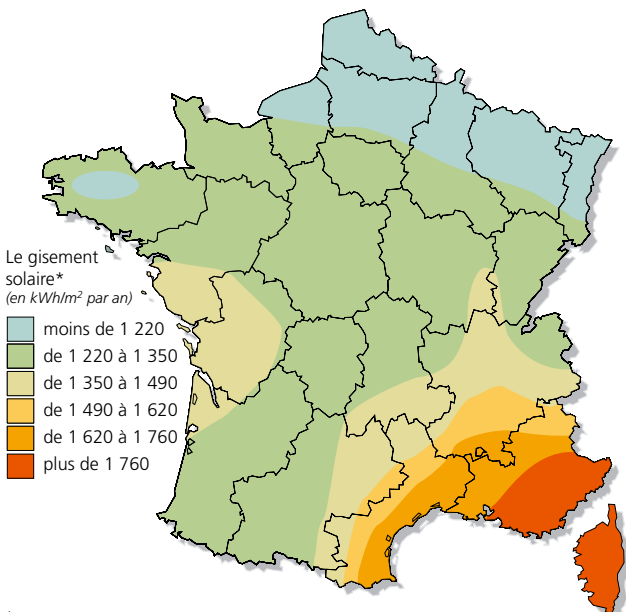 Le gisement
solaire*
(en kWh/m² par an)
moins de 1 220
de 1 220 à 1 350
de 1 350 à 1 490
de 1 490 à 1 620
de 1 620 à 1 760
plus de 1 760